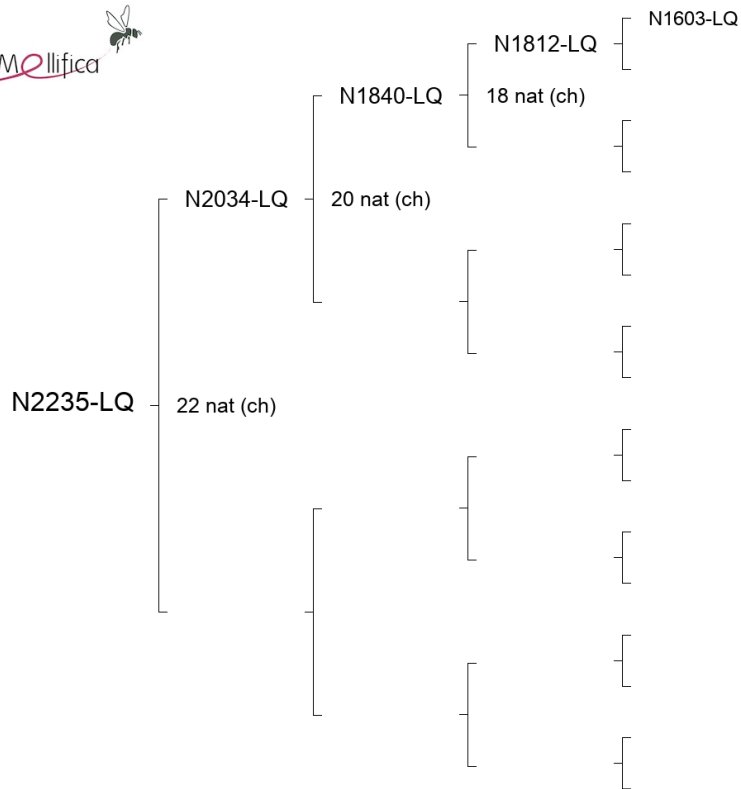 Mellifica
N1603-LQ
N1812-LQ
N1840-LQ
18 nat (ch)
N2034-LQ
20 nat (ch)
N2235-LQ
22 nat (ch)